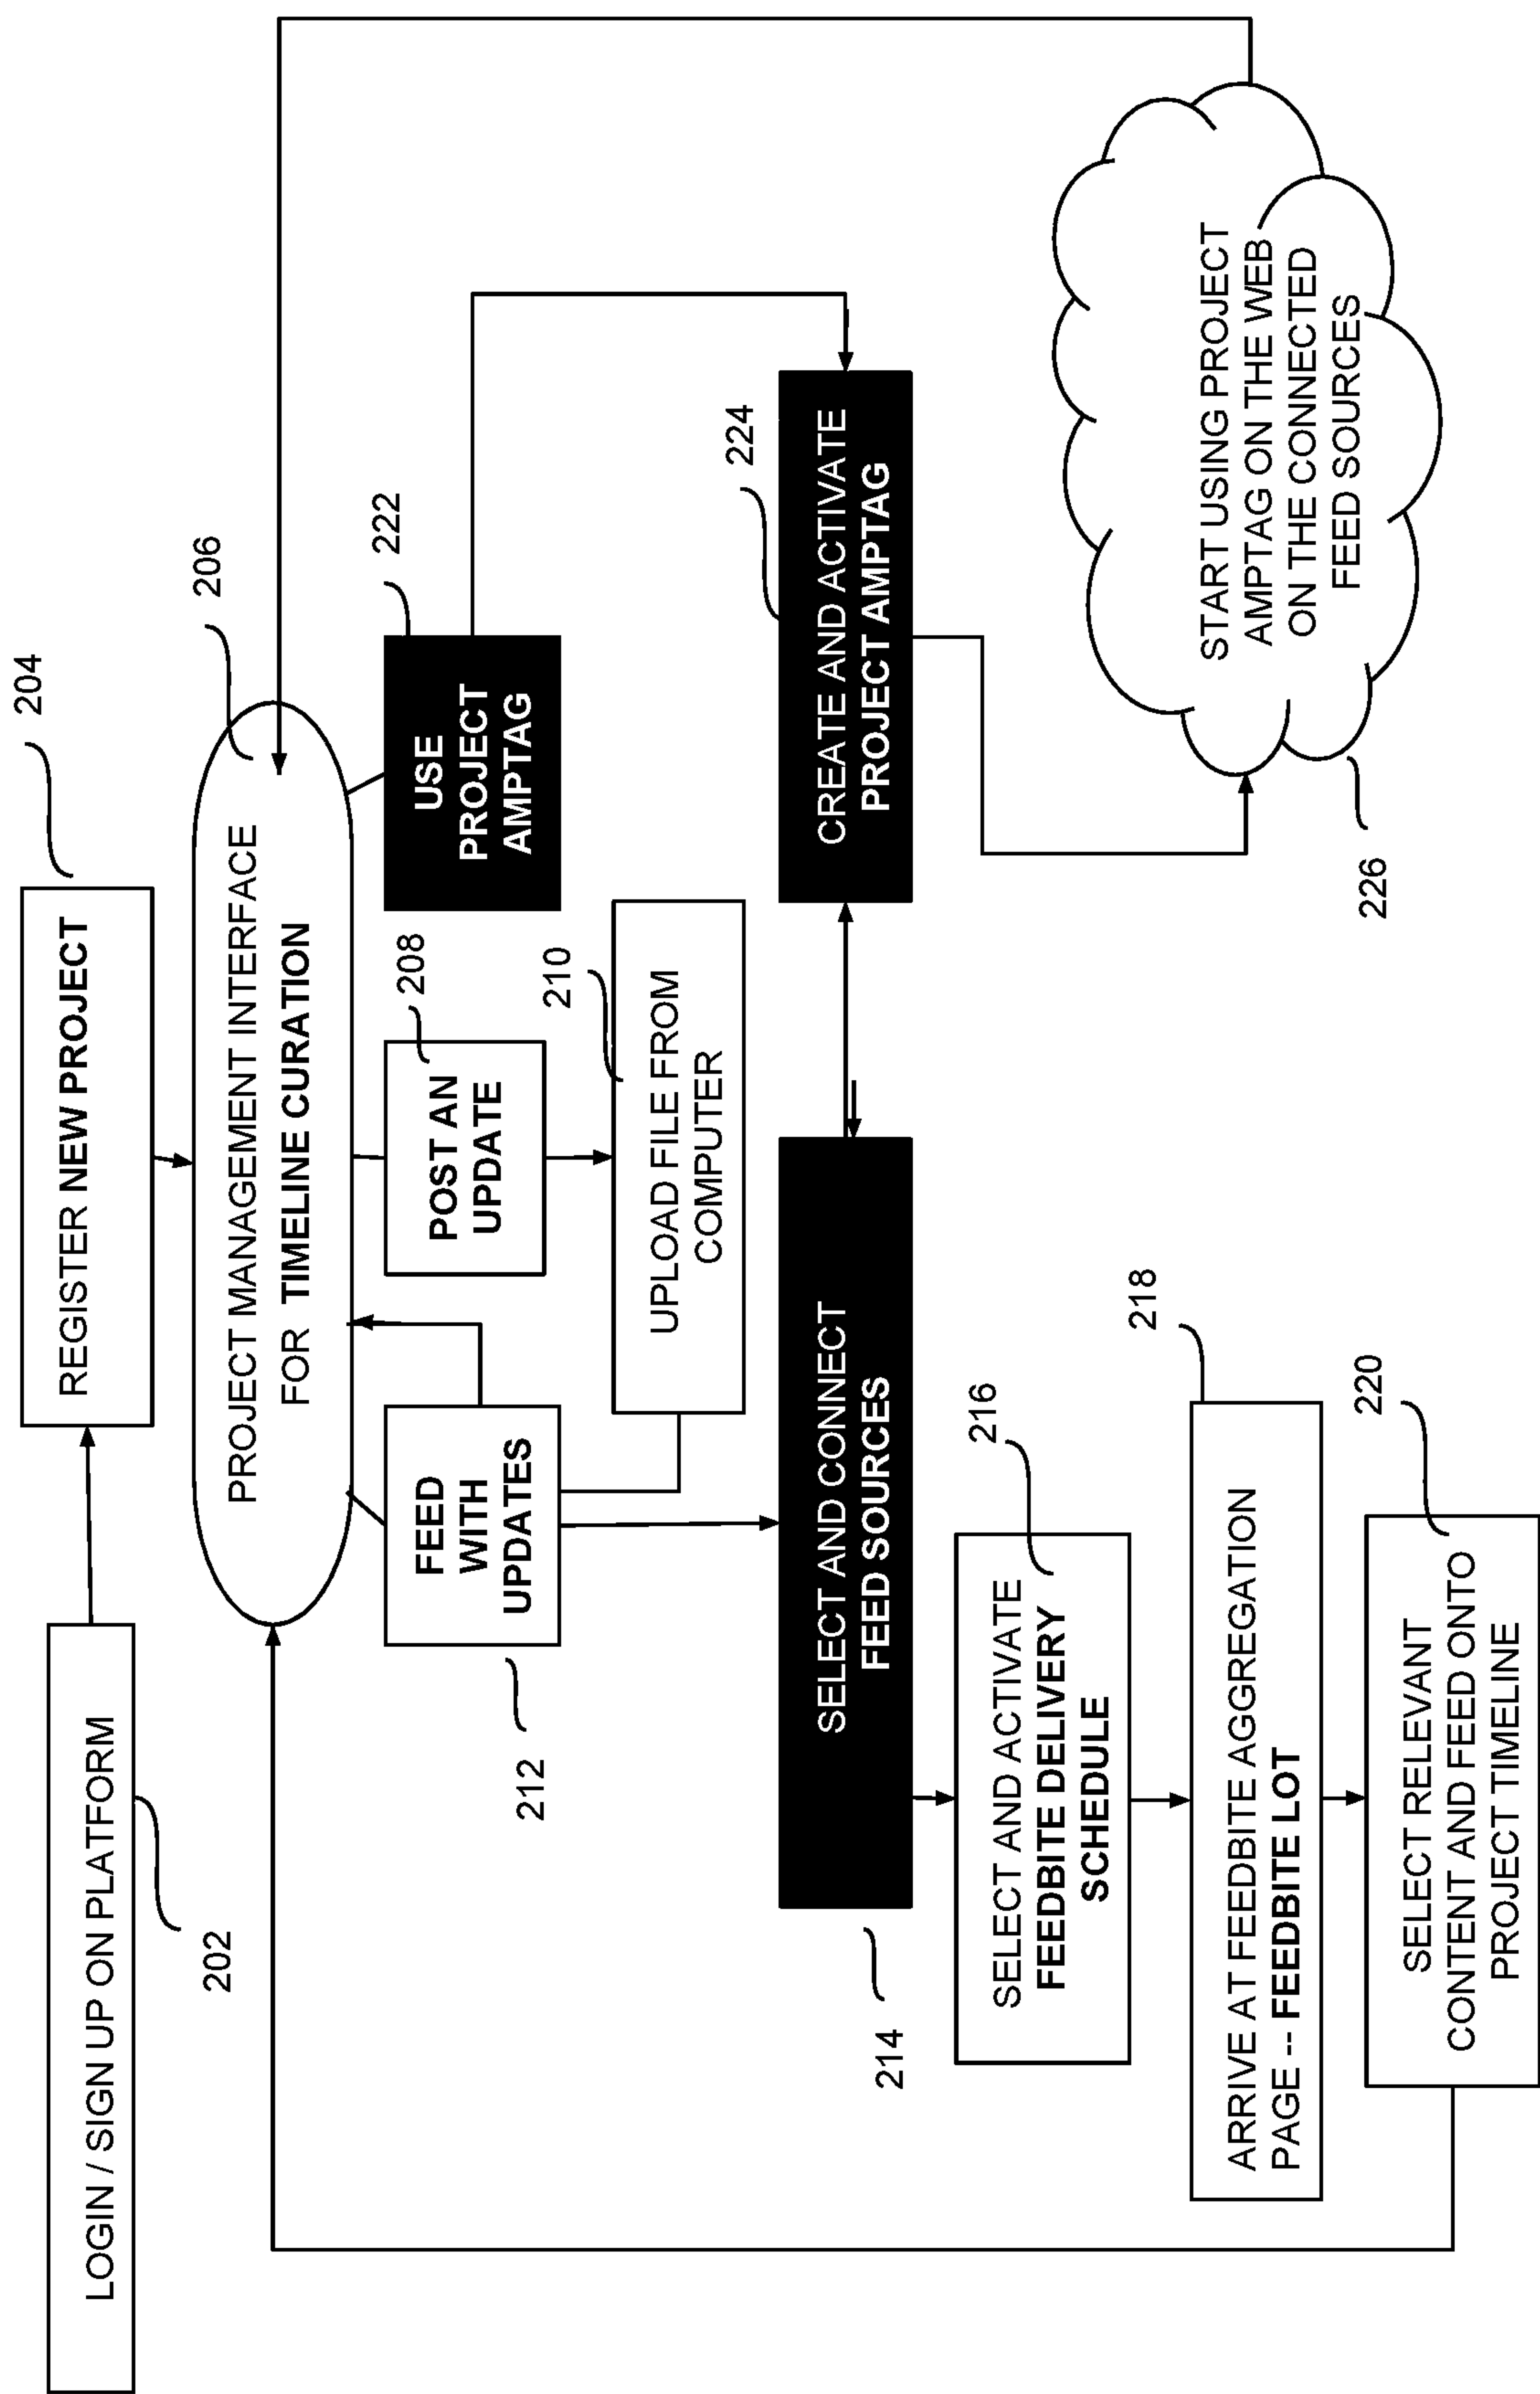 LOGIN / SIGN UP ON PLATFORM
202
REGISTER NEW PROJECT
204
PROJECT MANAGEMENT INTERFACE
FOR TIMELINE CURATION
206
FEED
WITH
UPDATES
212
POST AN
UPDATE
208
USE
PROJECT
AMPTAG
222
UPLOAD FILE FROM
COMPUTER
210
SELECT AND CONNECT
FEED SOURCES
214
CREATE AND ACTIVATE
PROJECT AMPTAG
224
SELECT AND ACTIVATE
FEEDBITE DELIVERY
SCHEDULE
216
ARRIVE AT FEEDBITE AGGREGATION
PAGE -- FEEDBITE LOT
218
SELECT RELEVANT
CONTENT AND FEED ONTO
PROJECT TIMELINE
220
START USING PROJECT
AMPTAG ON THE WEB
ON THE CONNECTED
FEED SOURCES
226